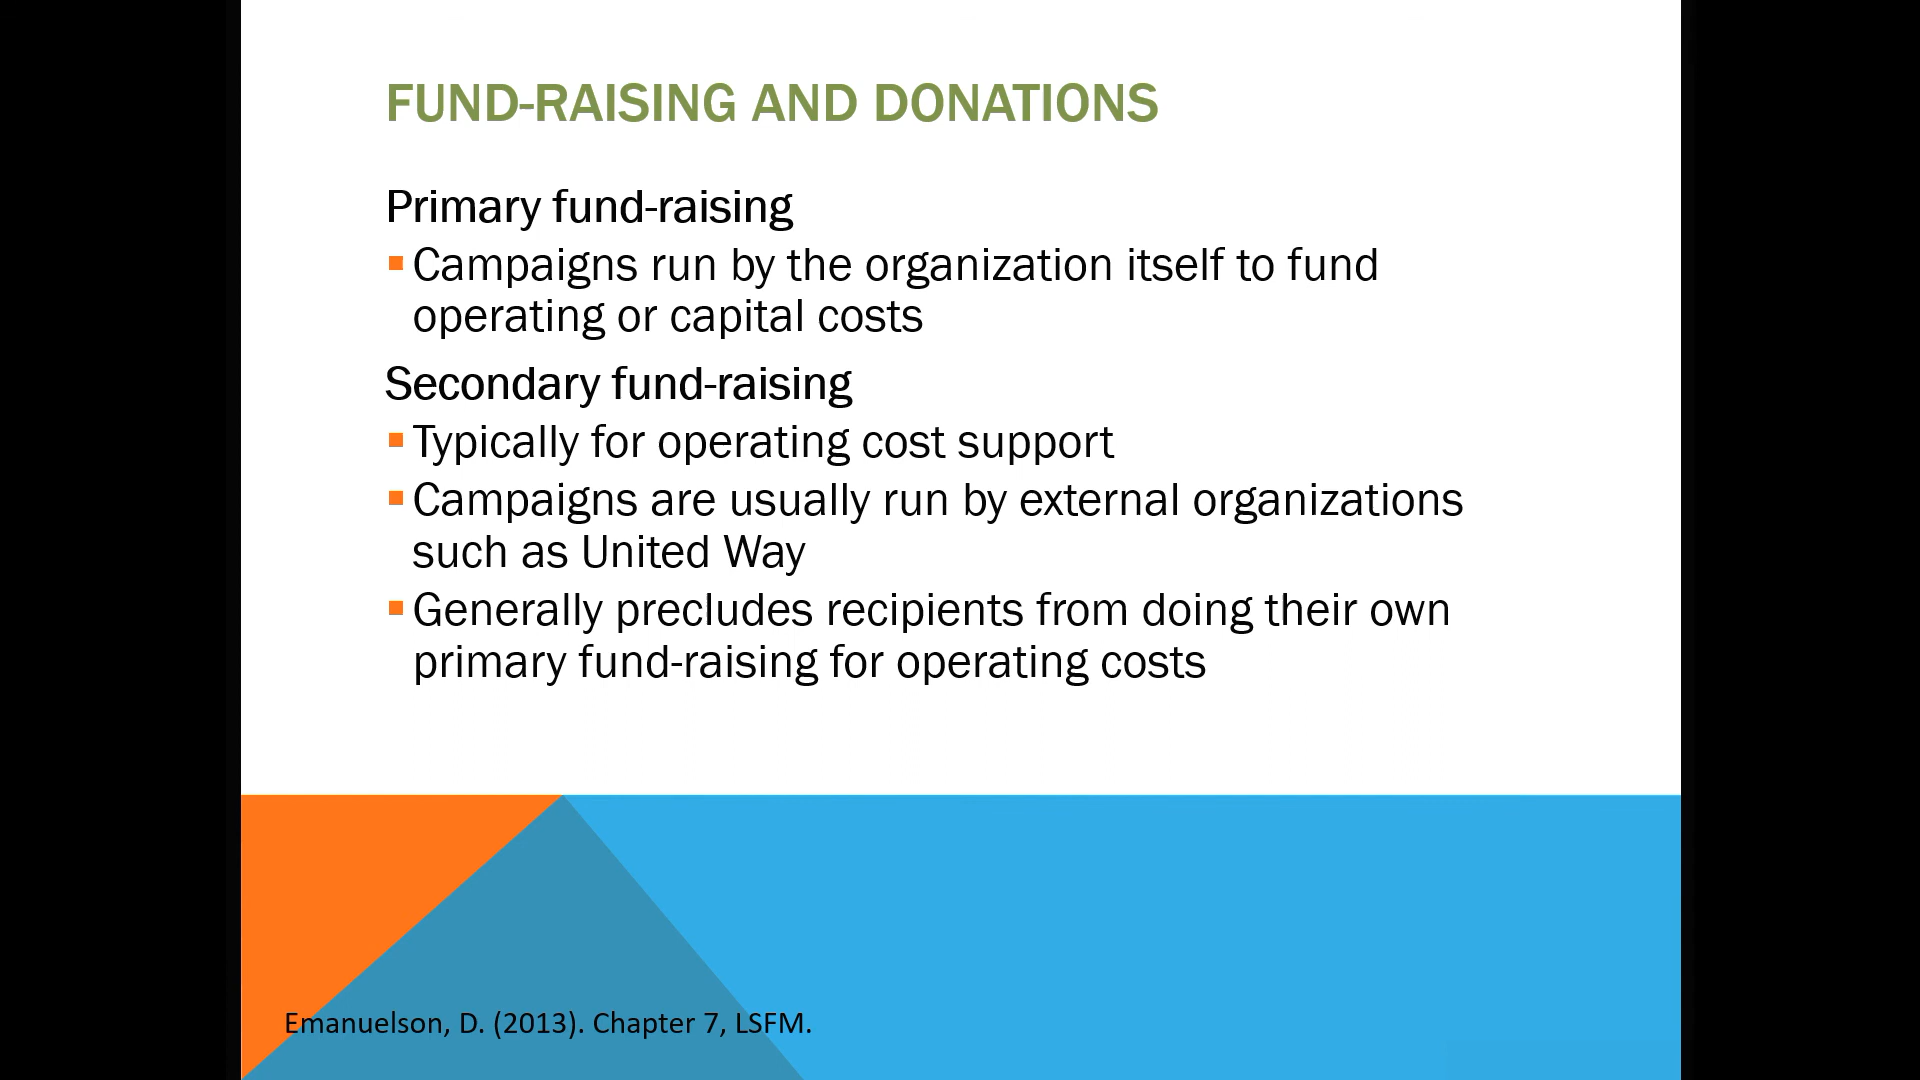 FUND-RAISING AND DONATIONS
Primary fund-raising
Campaigns run by the organization itself to fund
operating or capital costs
Secondary fund-raising
Typically for operating cost support
Campaigns are usually run by external organizations
such as United Way
Generally precludes recipients from doing their own
primary fund-raising for operating costs
Emanuelson, D. (2013). Chapter 7, LSFM.